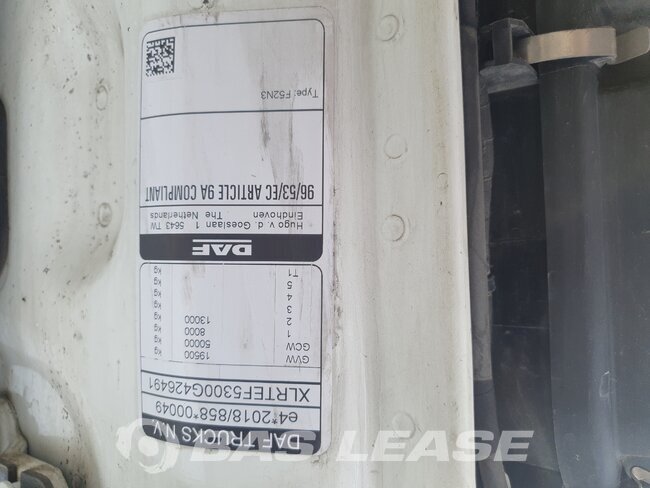 DAF TRUCKS N.V.
e4*2018/858*00049
XLRTEF5300G426491
GVW 19500 kg
GCW 50000 kg
1 8000 kg
2 13000 kg
3 kg
4 kg
5 kg
T1 kg
DAF
Hugo v. d. Goeslaan 1 5643 TW
Eindhoven The Netherlands
96/53/EC ARTICLE 9A COMPLIANT
Type: F52N3
BAS LEASE